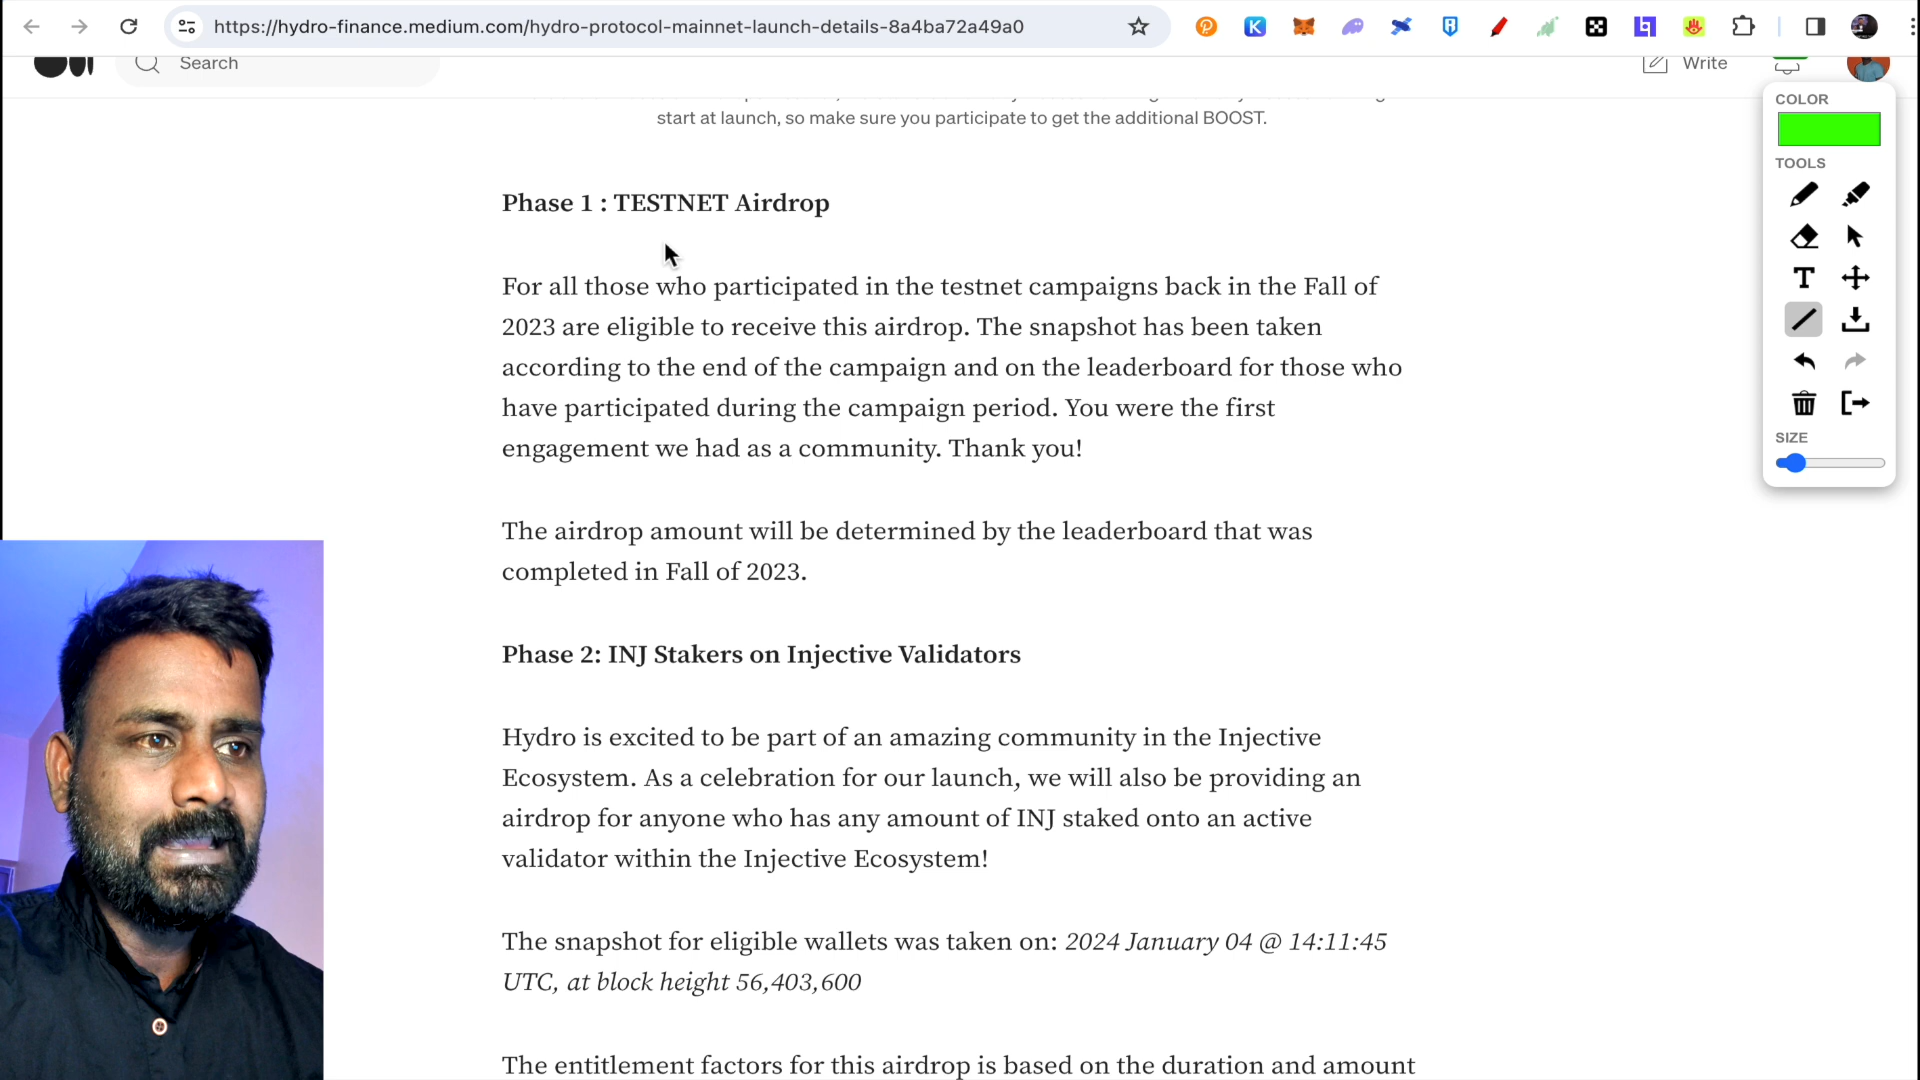 https://hydro-finance.medium.com/hydro-protocol-mainnet-launch-details-8a4ba72a49a0
Search
Write
start at launch, so make sure you participate to get the additional BOOST.
Phase 1 : TESTNET Airdrop
For all those who participated in the testnet campaigns back in the Fall of
2023 are eligible to receive this airdrop. The snapshot has been taken
according to the end of the campaign and on the leaderboard for those who
have participated during the campaign period. You were the first
engagement we had as a community. Thank you!
The airdrop amount will be determined by the leaderboard that was
completed in Fall of 2023.
Phase 2: INJ Stakers on Injective Validators
Hydro is excited to be part of an amazing community in the Injective
Ecosystem. As a celebration for our launch, we will also be providing an
airdrop for anyone who has any amount of INJ staked onto an active
validator within the Injective Ecosystem!
The snapshot for eligible wallets was taken on: 2024 January 04 @ 14:11:45
UTC, at block height 56,403,600
The entitlement factors for this airdrop is based on the duration and amount
COLOR
TOOLS
T
SIZE